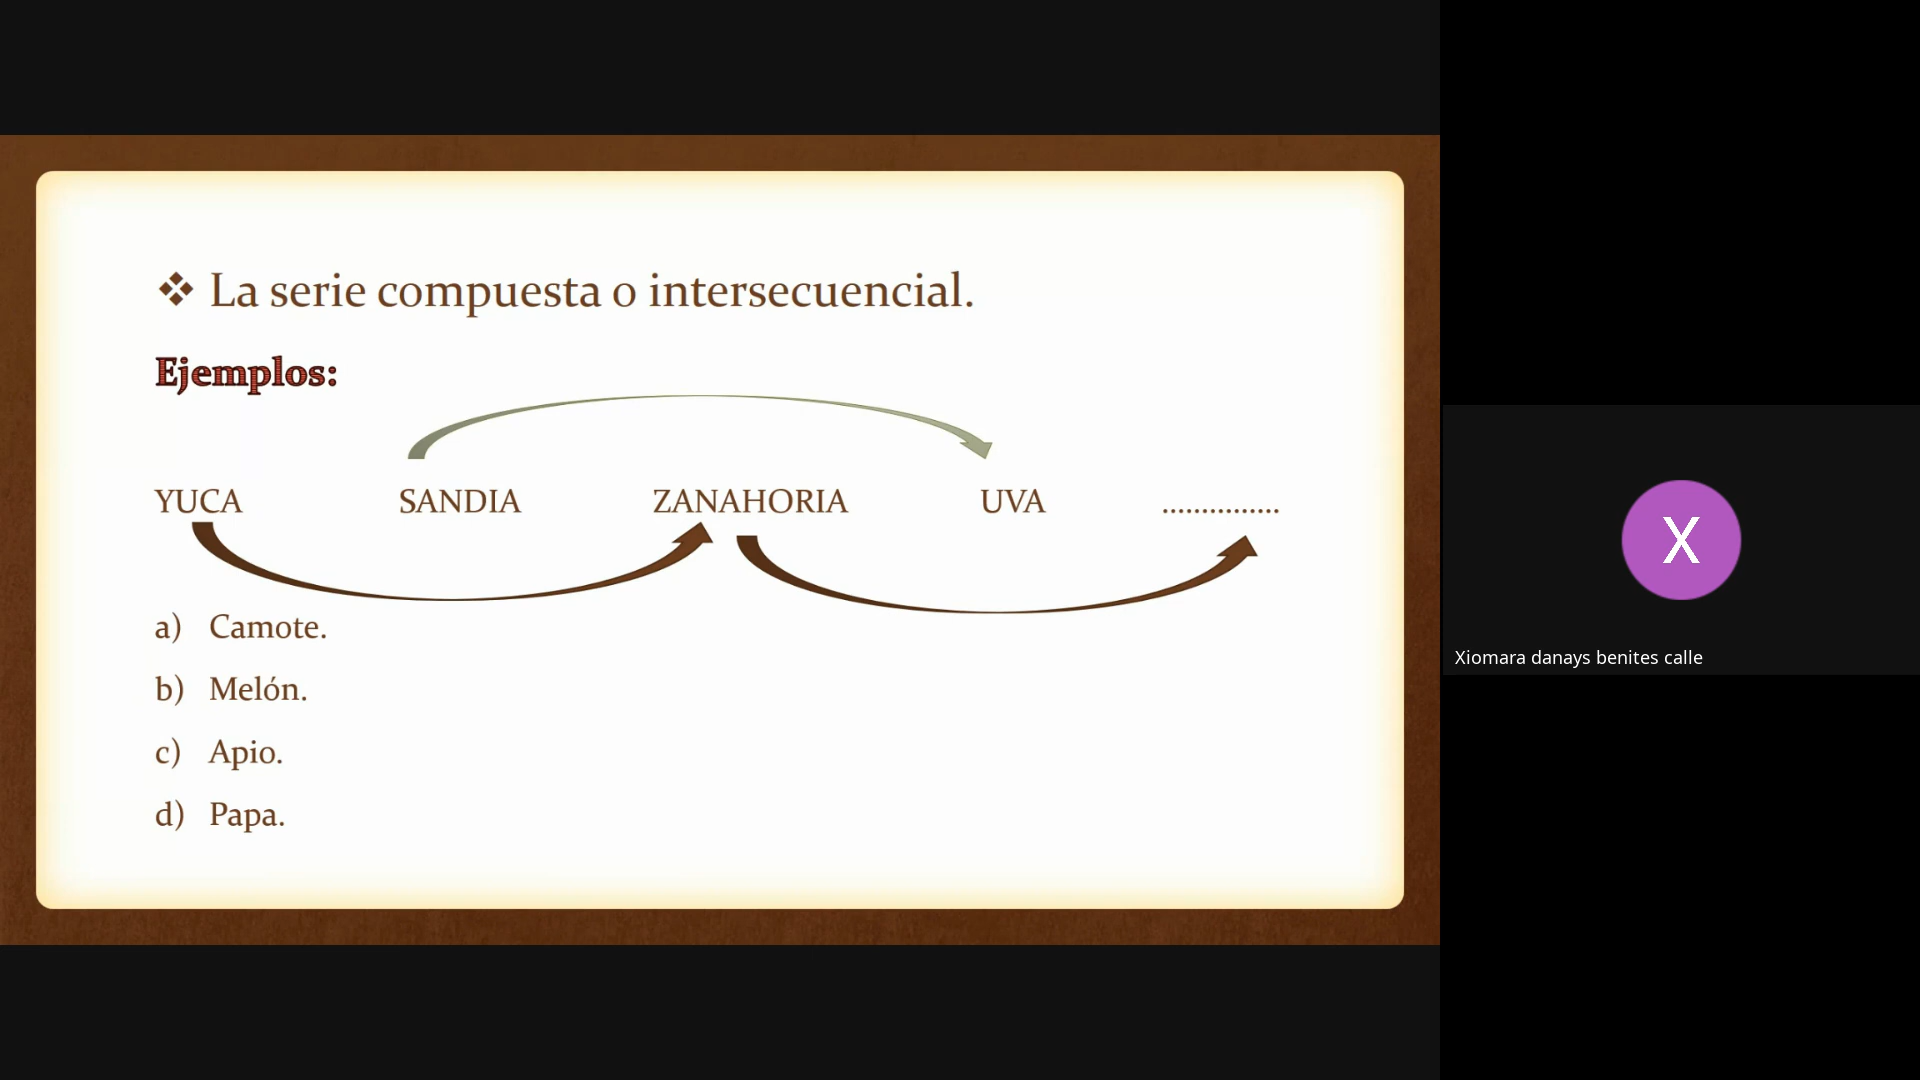 ❖ La serie compuesta o intersecuencial.
Ejemplos:
YUCA SANDIA ZANAHORIA UVA ...............
a) Camote.
b) Melón.
c) Apio.
d) Papa.
X
Xiomara danays benites calle